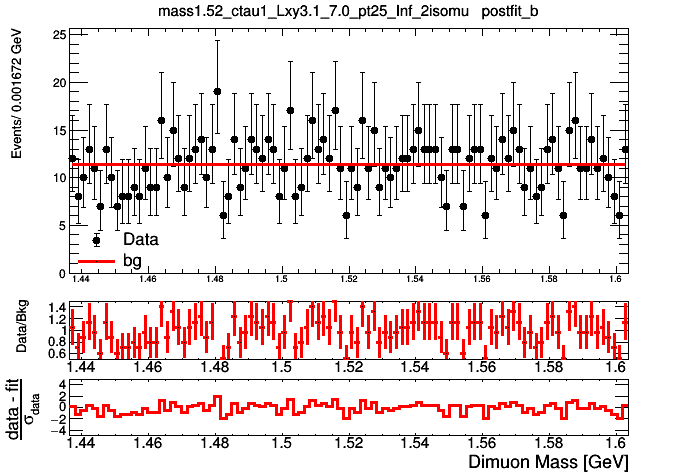 mass1.52_ctau1_Lxy3.1_7.0_pt25_Inf_2isomu postfit_b
Events/ 0.001672 GeV
25
20
15
10
5
0
Data
bg
1.44 1.46 1.48 1.5 1.52 1.54 1.56 1.58 1.6
Data/Bkg
1.4
1.2
1.0
0.8
0.6
1.44 1.46 1.48 1.5 1.52 1.54 1.56 1.58 1.6
data - fit
σdata
4
2
0
−2
−4
1.44 1.46 1.48 1.5 1.52 1.54 1.56 1.58 1.6
Dimuon Mass [GeV]